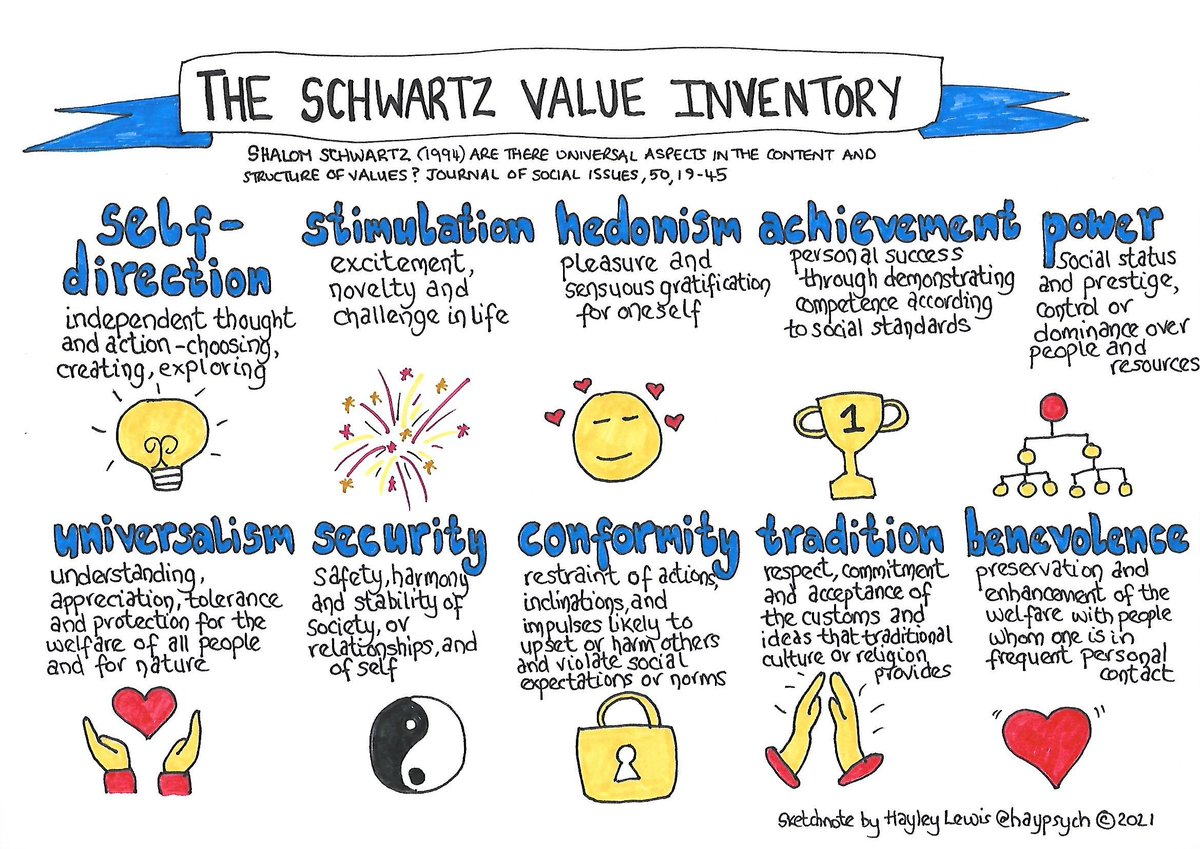 THE SCHWARTZ VALUE INVENTORY
SHALOM SCHWARTZ (1994) ARE THERE UNIVERSAL ASPECTS IN THE CONTENT AND
STRUCTURE OF VALUES? JOURNAL OF SOCIAL ISSUES, 50, 19-45
self-
direction
independent thought
and action-choosing,
creating, exploring
stimulation
excitement,
novelty and
challenge in life
hedonism
pleasure and
sensuous gratification
for oneself
achievement
personal success
through demonstrating
competence according
to social standards
1
power
social status
and prestige,
control or
dominance over
people and
resources
universalism
understanding,
appreciation, tolerance
and protection for the
welfare of all people
and for nature
security
safety, harmony
and stability of
society, or
relationships, and
of self
conformity
restraint of actions,
inclinations, and
impulses likely to
upset or harm others
and violate social
expectations or norms
tradition
respect, commitment
and acceptance of
the customs and
ideas that traditional
culture or religion
provides
benevolence
preservation and
enhancement of the
welfare with people
whom one is in
frequent personal
contact
sketchnote by Hayley Lewis @haypsych © 2021